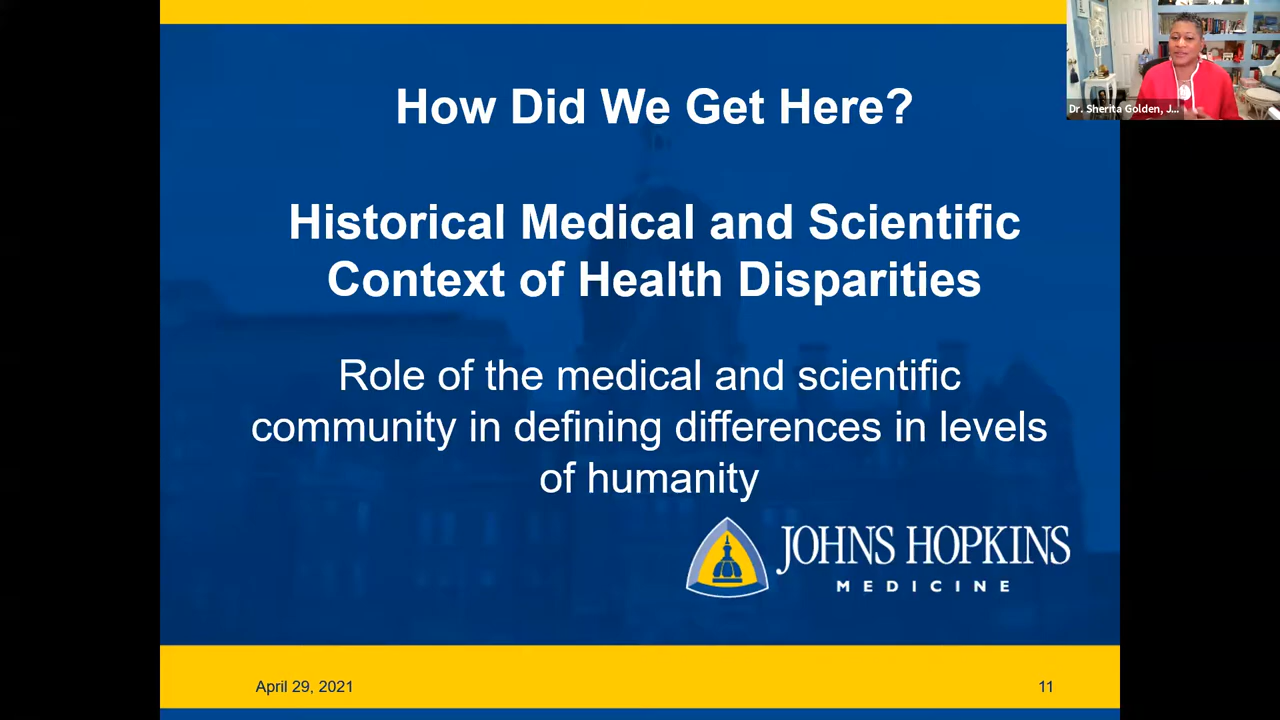 How Did We Get Here?
Historical Medical and Scientific
Context of Health Disparities
Role of the medical and scientific
community in defining differences in levels
of humanity
JOHNS HOPKINS
MEDICINE
April 29, 2021
11
Dr. Sherita Golden, J...